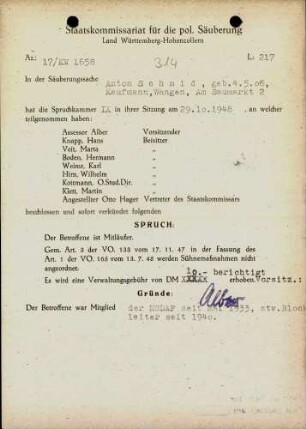 Staatskommissariat für die pol. Säuberung
Land Württemberg-Hohenzollern
Az: 17/KW 1658 3/4 L: 217
In der Säuberungssache Anton Schmid, geb.4.5.06,
Kaufmann, Wangen, Am Saumarkt 2
hat die Spruchkammer IX in ihrer Sitzung am 29.10.1948, an welcher
teilgenommen haben:
Assessor Alber Vorsitzender
Knapp, Hans Beisitzer
Veit, Marta "
Boden, Hermann "
Weinat, Karl "
Hirn, Wilhelm "
Kottmann, O.Stud.Dir. "
Klet, Martin "
Angestellter Otto Hager Vertreter des Staatskommissärs
beschlossen und sofort verkündet folgenden
SPRUCH:
Der Betroffene ist Mitläufer.
Gem. Art. 3 der VO. 133 vom 17. 11. 47 in der Fassung des
Art. 1 der VO. 165 vom 13. 7. 48 werden Sühnemaßnahmen nicht
angeordnet.
10.- berichtigt
Es wird eine Verwaltungsgebühr von DM XXXXX erhoben. Vorsitz.:
Gründe: Alber
Der Betroffene war Mitglied der NSDAP seit Mai 1933, stv. Block
leiter seit 1940.